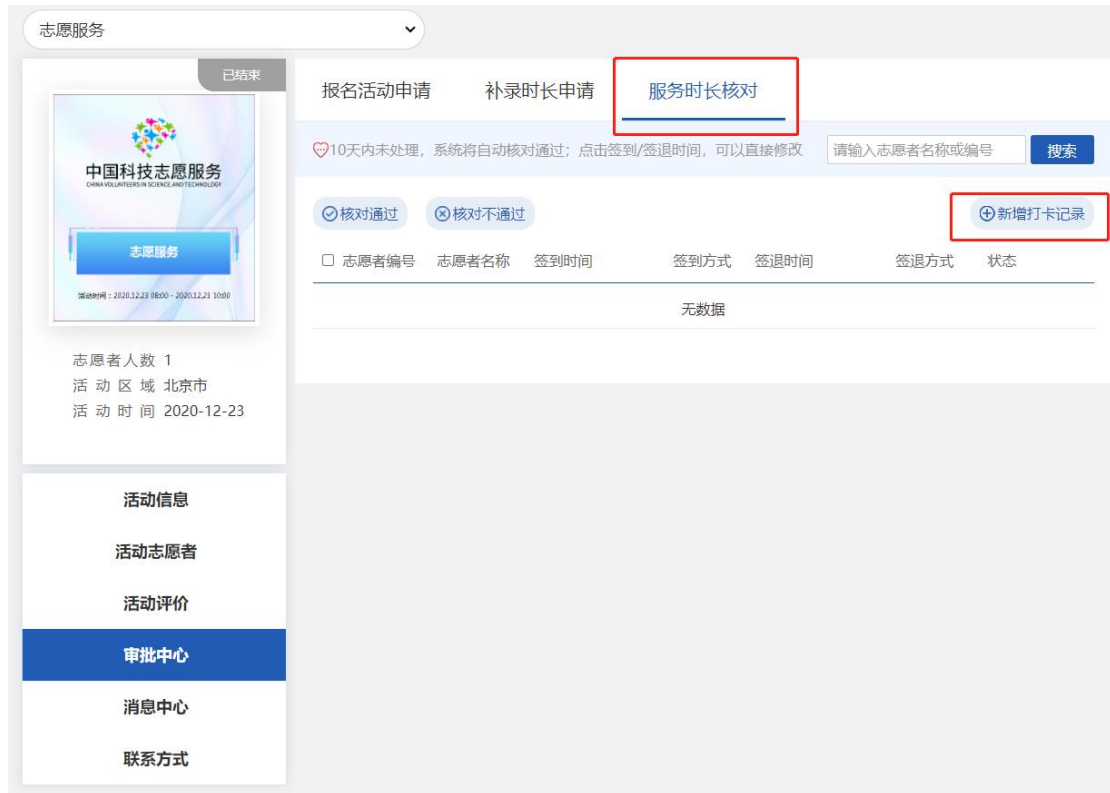 志愿服务
已结束
中国科技志愿服务
CHINA VOLUNTEERS IN SCIENCE AND TECHNOLOGY
志愿服务
活动时间：2020.12.23 08:00 - 2020.12.23 10:00
志愿者人数 1
活动区域 北京市
活动时间 2020-12-23
活动信息
活动志愿者
活动评价
审批中心
消息中心
联系方式
报名活动申请 补录时长申请 服务时长核对
10天内未处理，系统将自动核对通过；点击签到/签退时间，可以直接修改 请输入志愿者名称或编号 搜索
核对通过 核对不通过 新增打卡记录
志愿者编号 志愿者名称 签到时间 签到方式 签退时间 签退方式 状态
无数据